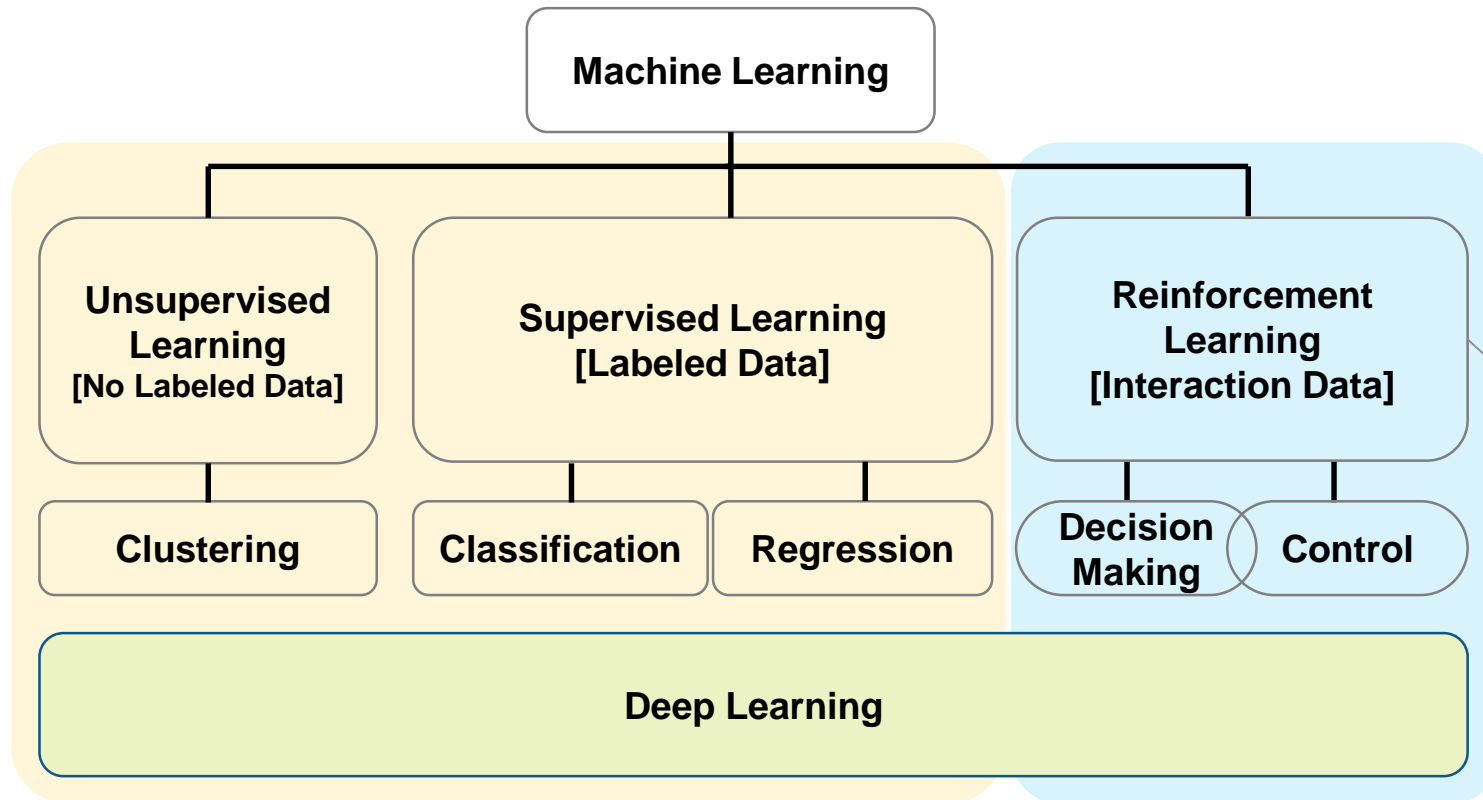 Machine Learning
Unsupervised
Learning
[No Labeled Data]
Supervised Learning
[Labeled Data]
Reinforcement
Learning
[Interaction Data]
Clustering
Classification
Regression
Decision
Making
Control
Deep Learning